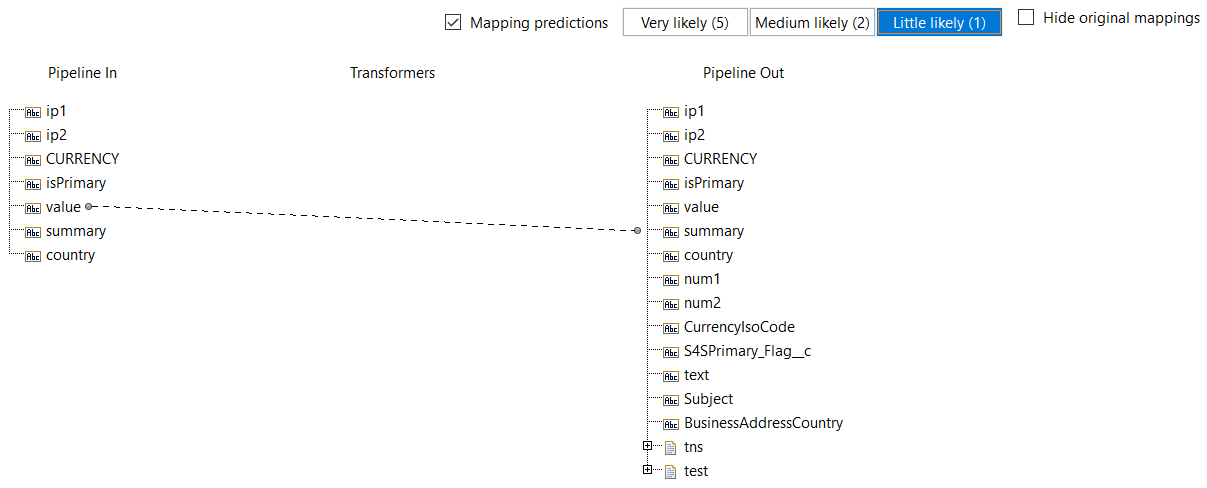 Mapping predictions Very likely (5) Medium likely (2) Little likely (1) Hide original mappings
Pipeline In Transformers Pipeline Out
Abc ip1 Abc ip1
Abc ip2 Abc ip2
Abc CURRENCY Abc CURRENCY
Abc isPrimary Abc isPrimary
Abc value Abc value
Abc summary Abc summary
Abc country Abc country
Abc num1
Abc num2
Abc CurrencyIsoCode
Abc S4SPrimary_Flag__c
Abc text
Abc Subject
Abc BusinessAddressCountry
tns
test